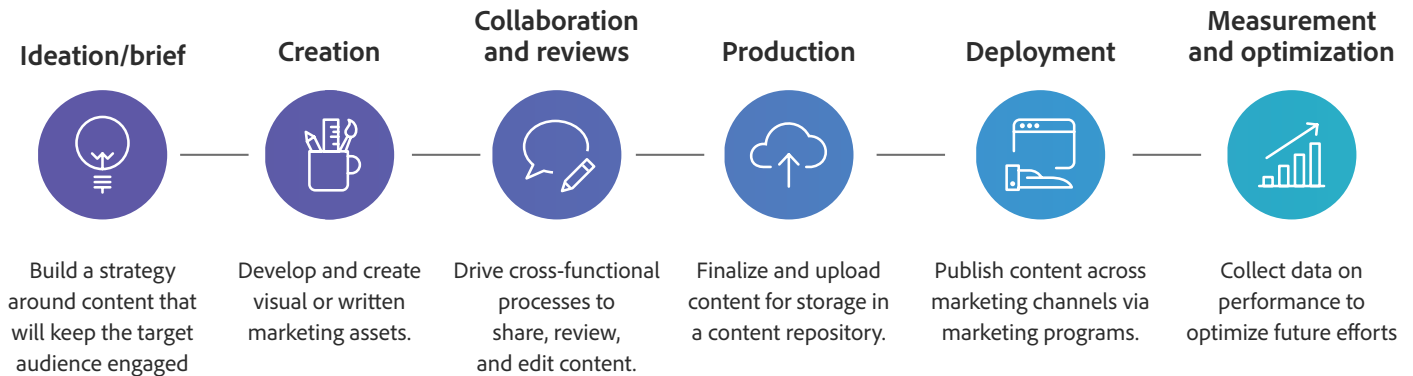 Ideation/brief
Build a strategy
around content that
will keep the target
audience engaged
Creation
Develop and create
visual or written
marketing assets.
Collaboration
and reviews
Drive cross-functional
processes to
share, review,
and edit content.
Production
Finalize and upload
content for storage in
a content repository.
Deployment
Publish content across
marketing channels via
marketing programs.
Measurement
and optimization
Collect data on
performance to
optimize future efforts